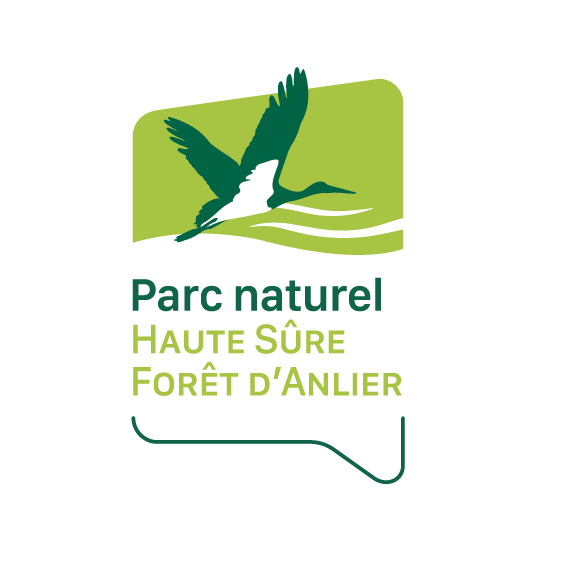 Parc naturel
HAUTE SÛRE
FORÊT D'ANLIER